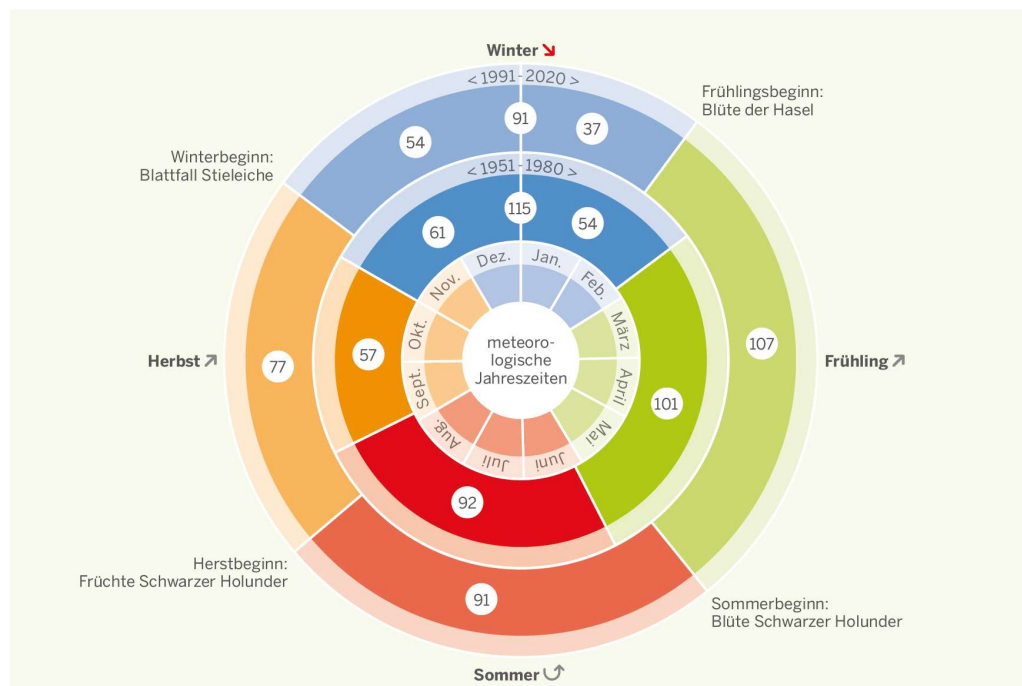 Winter
< 1991-2020 >
Frühlingsbeginn:
Blüte der Hasel
91
37
54
Winterbeginn:
Blattfall Stieleiche
< 1951-1980 >
115
54
61
Dez.
Jan.
Nov.
Feb.
Okt.
März
meteoro-
logische
Jahreszeiten
Herbst
77
57
107
Frühling
Sept.
April
101
Aug.
Mai
Juli
Juni
92
Herstbeginn:
Früchte Schwarzer Holunder
91
Sommerbeginn:
Blüte Schwarzer Holunder
Sommer